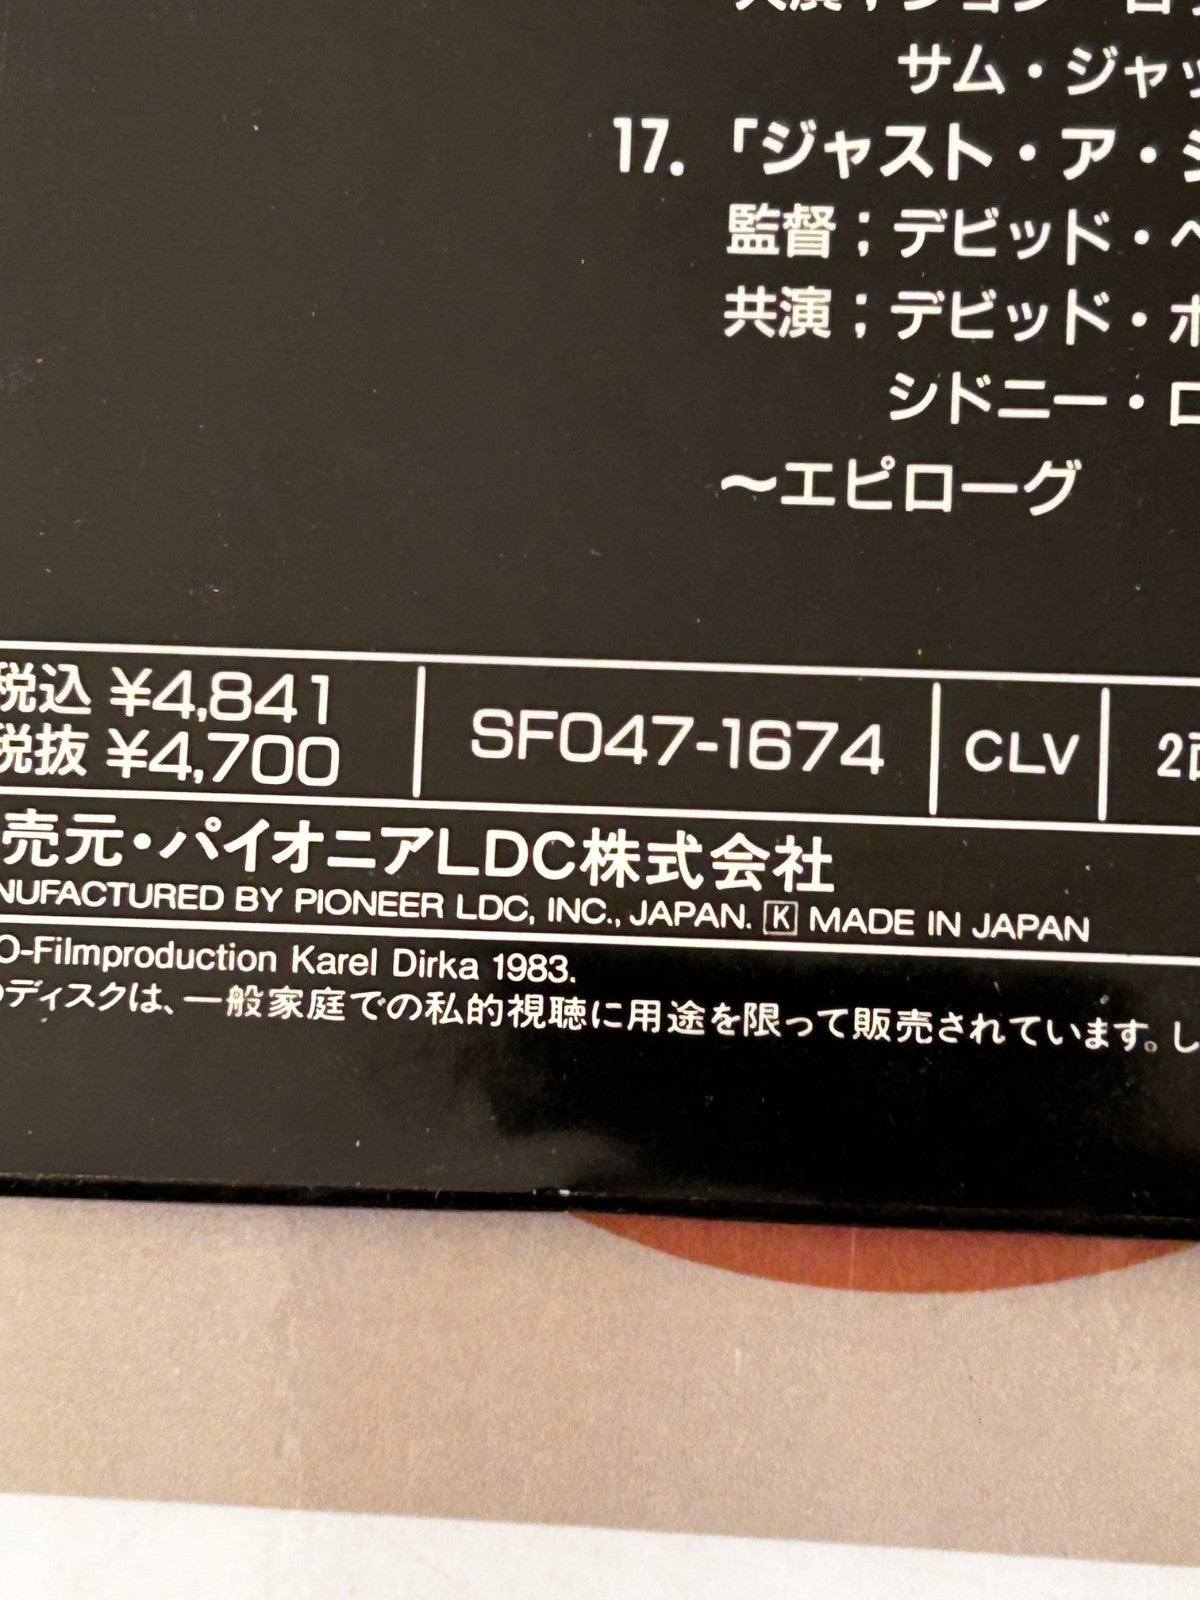 サム・ジャッ
17. 「ジャスト・ア・ジ
監督；デビッド・ヘ
共演；デビッド・ボ
シドニー・ロ
〜エピローグ
税込 ¥4,841
税抜 ¥4,700
SF047-1674
CLV
2面
売元・パイオニアLDC株式会社
NUFACTURED BY PIONEER LDC, INC., JAPAN. K MADE IN JAPAN
O-Filmproduction Karel Dirka 1983.
のディスクは、一般家庭での私的視聴に用途を限って販売されています。し